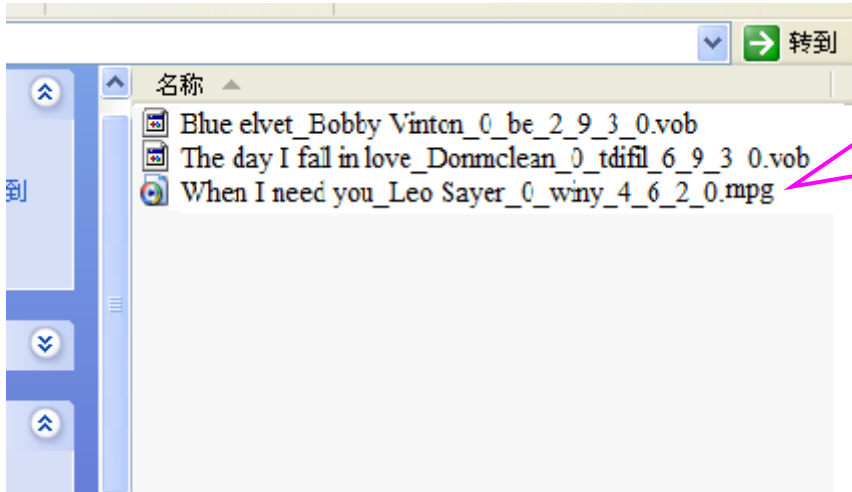 转到
名称
Blue elvet_Bobby Vinton_0_be_2_9_3_0.vob
The day I fall in love_Donmclean_0_tdifil_6_9_3_0.vob
When I need you_Leo Sayer_0_winy_4_6_2_0.mpg
到